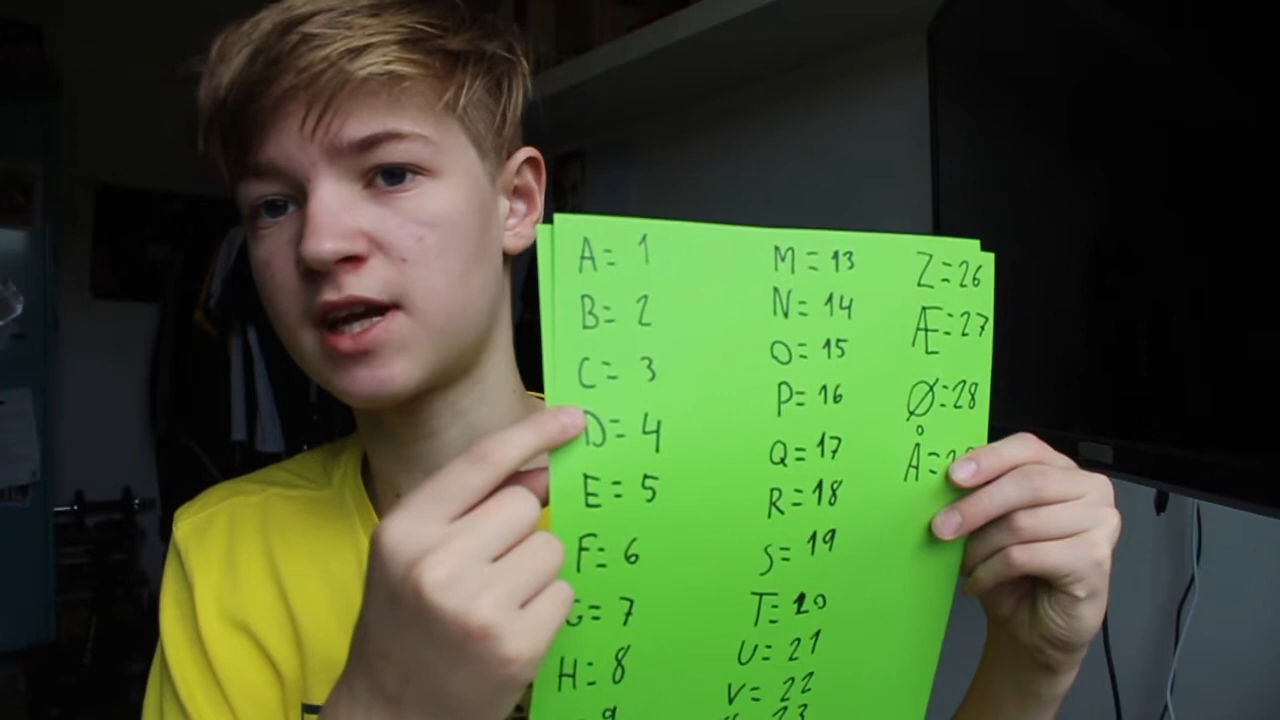 A= 1
B= 2
C= 3
D= 4
E= 5
F= 6
G= 7
H= 8
M= 13
N= 14
O= 15
P= 16
Q= 17
R= 18
S= 19
T= 20
U= 21
V= 22
Z=26
Æ=27
Ø=28